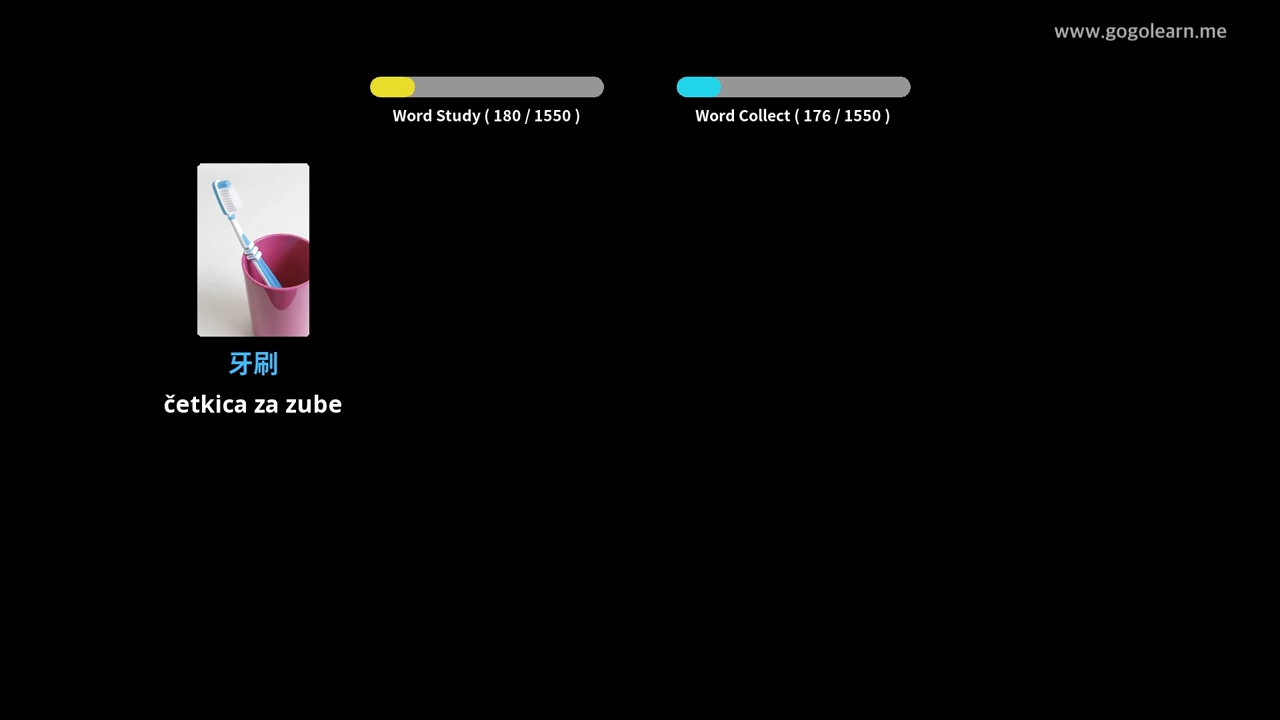 www.gogolearn.me
Word Study ( 180 / 1550 )
Word Collect ( 176 / 1550 )
牙刷
četkica za zube